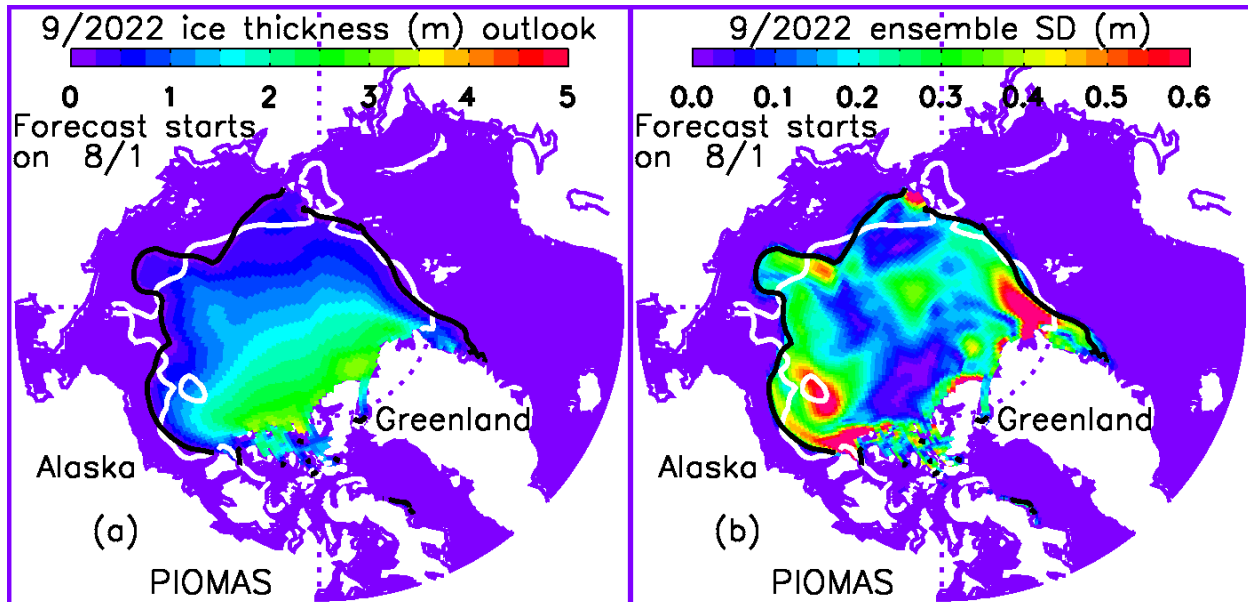 9/2022 ice thickness (m) outlook
0 1 2 3 4 5
Forecast starts
on 8/1
Greenland
Alaska
(a)
PIOMAS
9/2022 ensemble SD (m)
0.0 0.1 0.2 0.3 0.4 0.5 0.6
Forecast starts
on 8/1
Greenland
Alaska
(b)
PIOMAS